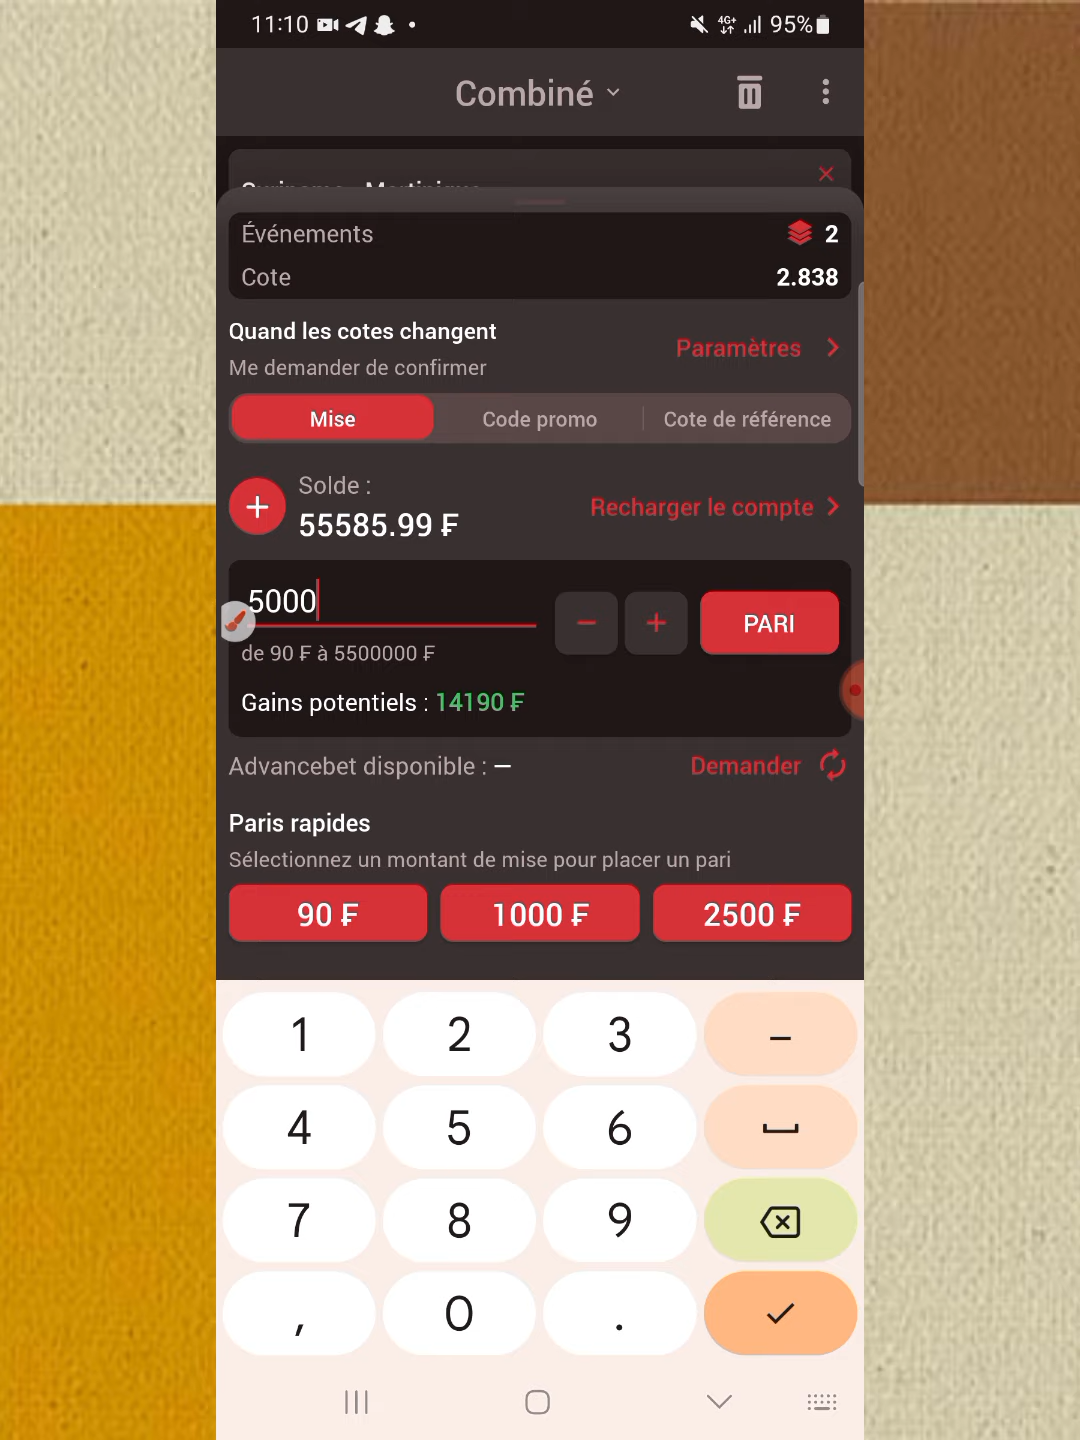 11:10
4G+ 95%
Combiné
Suriname - Martinique
Événements 2
Cote 2.838
Quand les cotes changent
Me demander de confirmer
Paramètres
Mise Code promo Cote de référence
Solde :
55585.99 ₣
Recharger le compte
5000
PARI
de 90 ₣ à 5500000 ₣
Gains potentiels : 14190 ₣
Advancebet disponible : – Demander
Paris rapides
Sélectionnez un montant de mise pour placer un pari
90 ₣ 1000 ₣ 2500 ₣
1 2 3 –
4 5 6
7 8 9
, 0 .